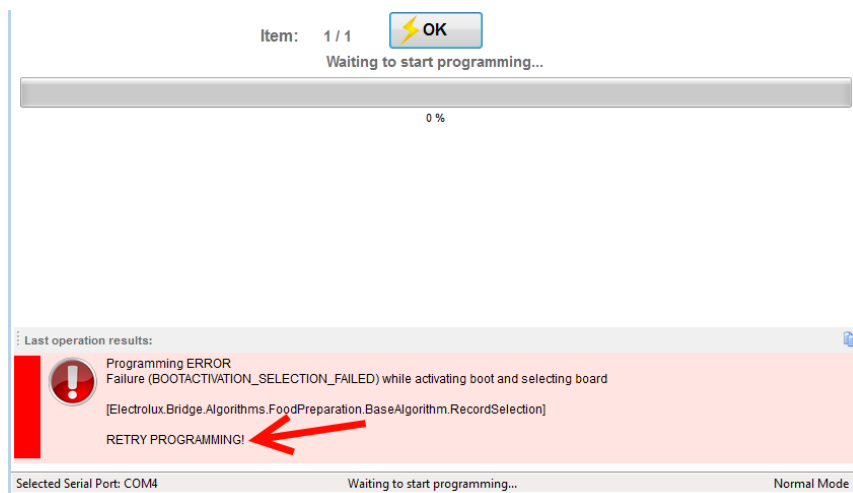 Item: 1 / 1 OK
Waiting to start programming...
0 %
Last operation results:
Programming ERROR
Failure (BOOTACTIVATION_SELECTION_FAILED) while activating boot and selecting board
[Electrolux.Bridge.Algorithms.FoodPreparation.BaseAlgorithm.RecordSelection]
RETRY PROGRAMMING!
Selected Serial Port: COM4 Waiting to start programming... Normal Mode